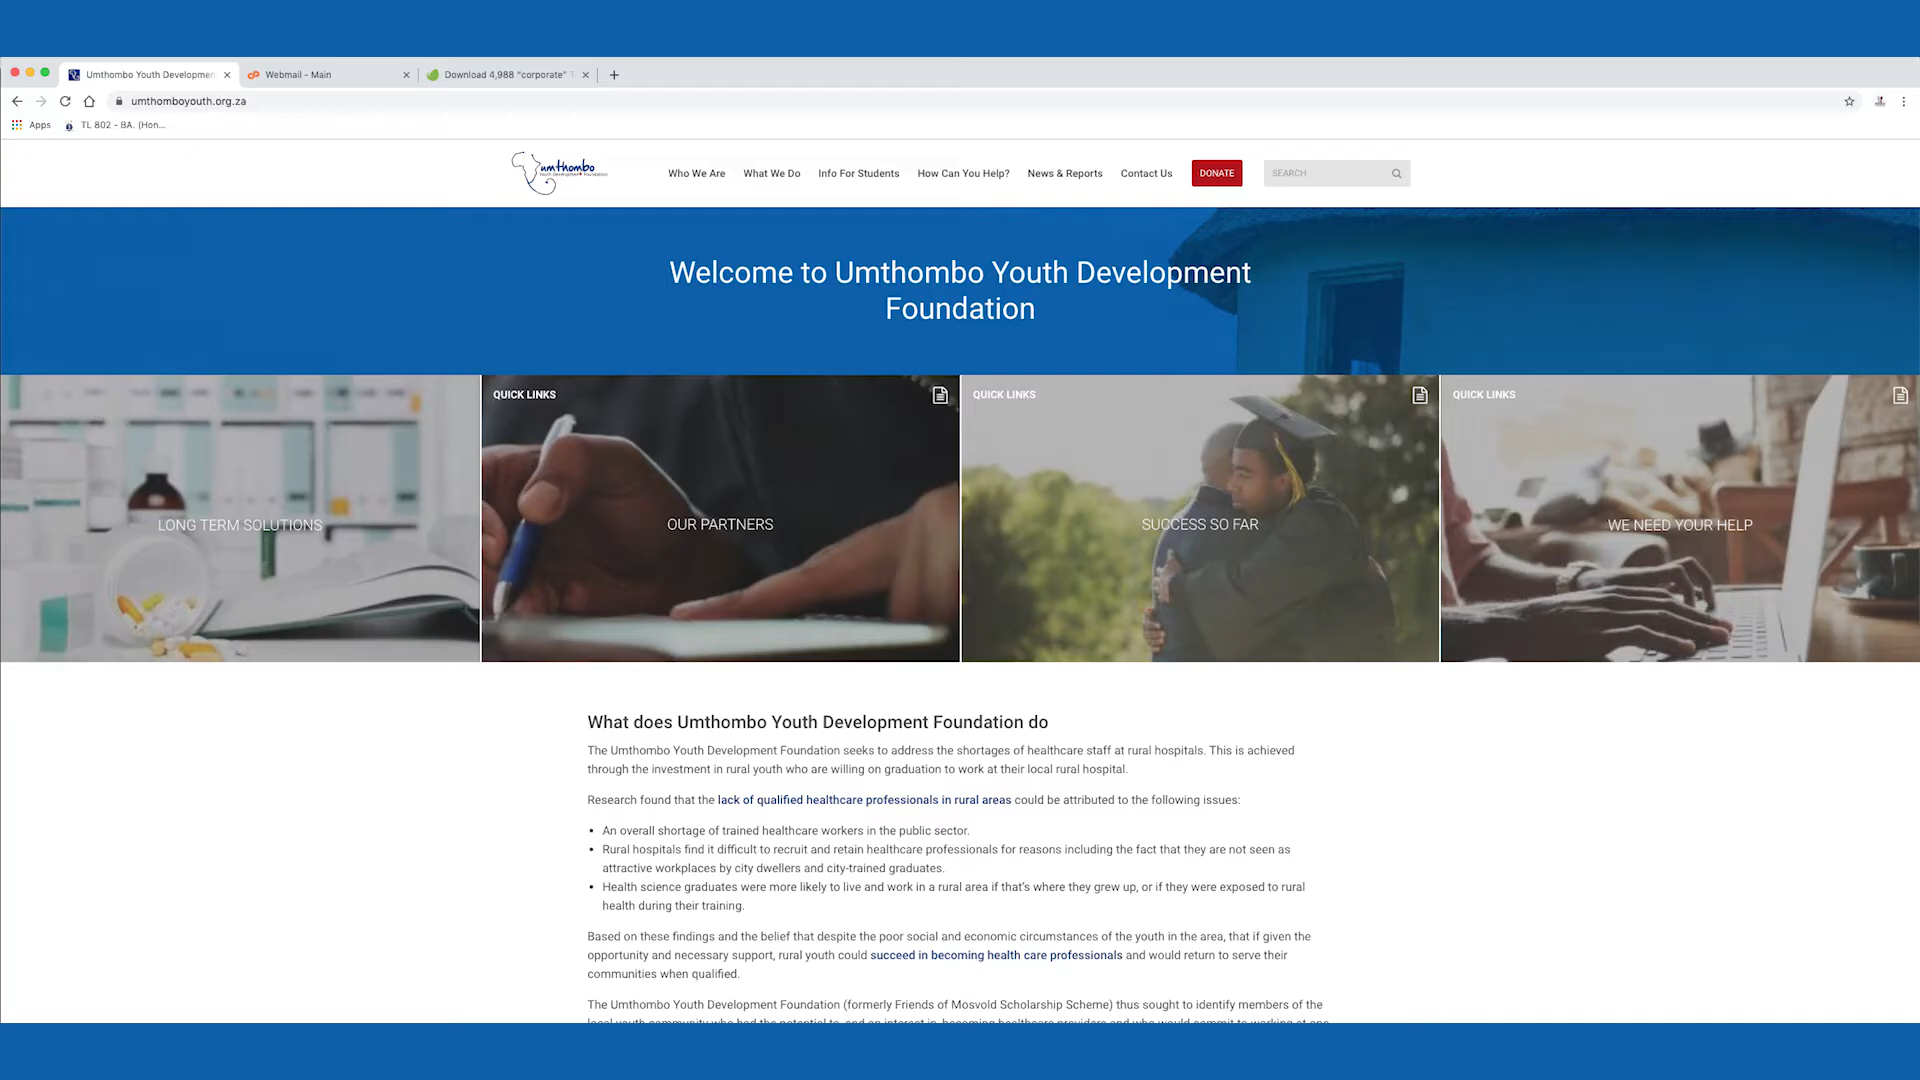 Umthombo Youth Developmen
Webmail - Main
Download 4,988 "corporate"
umthomboyouth.org.za
Apps
TL 802 - BA. (Hon...
umthombo
Youth Development Foundation
Who We Are
What We Do
Info For Students
How Can You Help?
News & Reports
Contact Us
DONATE
SEARCH
Welcome to Umthombo Youth Development
Foundation
LONG TERM SOLUTIONS
QUICK LINKS
OUR PARTNERS
QUICK LINKS
SUCCESS SO FAR
QUICK LINKS
WE NEED YOUR HELP
What does Umthombo Youth Development Foundation do
The Umthombo Youth Development Foundation seeks to address the shortages of healthcare staff at rural hospitals. This is achieved
through the investment in rural youth who are willing on graduation to work at their local rural hospital.
Research found that the lack of qualified healthcare professionals in rural areas could be attributed to the following issues:
• An overall shortage of trained healthcare workers in the public sector.
• Rural hospitals find it difficult to recruit and retain healthcare professionals for reasons including the fact that they are not seen as
attractive workplaces by city dwellers and city-trained graduates.
• Health science graduates were more likely to live and work in a rural area if that's where they grew up, or if they were exposed to rural
health during their training.
Based on these findings and the belief that despite the poor social and economic circumstances of the youth in the area, that if given the
opportunity and necessary support, rural youth could succeed in becoming health care professionals and would return to serve their
communities when qualified.
The Umthombo Youth Development Foundation (formerly Friends of Mosvold Scholarship Scheme) thus sought to identify members of the